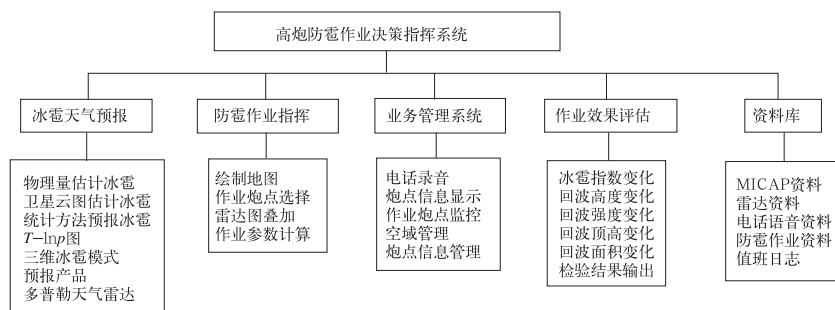 高炮防雹作业决策指挥系统
冰雹天气预报
防雹作业指挥
业务管理系统
作业效果评估
资料库
物理量估计冰雹
卫星云图估计冰雹
统计方法预报冰雹
T-lnp图
三维冰雹模式
预报产品
多普勒天气雷达
绘制地图
作业炮点选择
雷达图叠加
作业参数计算
电话录音
炮点信息显示
作业炮点监控
空域管理
炮点信息管理
冰雹指数变化
回波高度变化
回波强度变化
回波顶高变化
回波面积变化
检验结果输出
MICAP资料
雷达资料
电话语音资料
防雹作业资料
值班日志